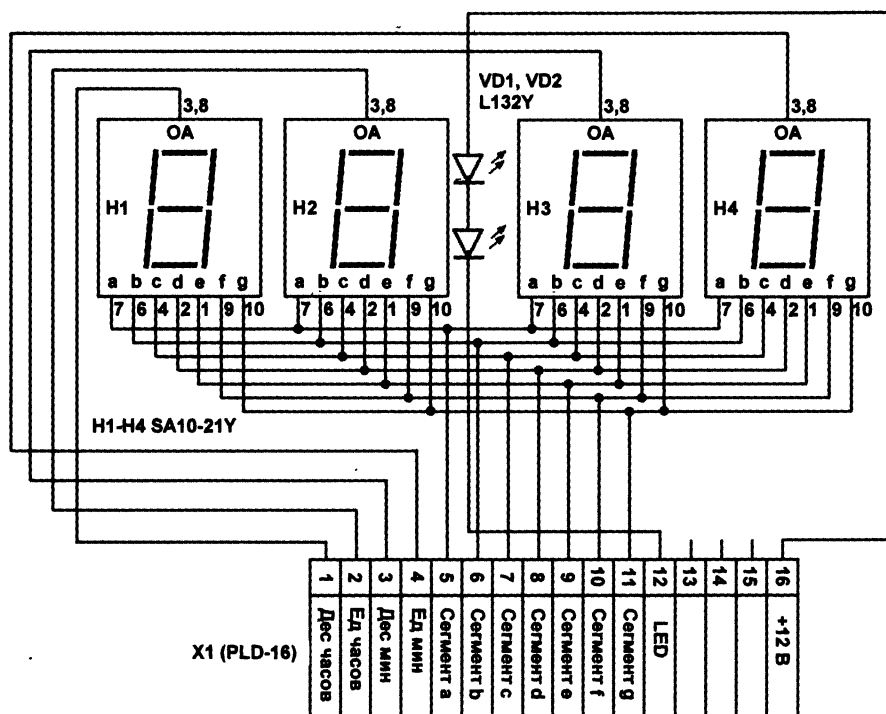 VD1, VD2
L132Y
3,8 3,8 3,8 3,8
OA OA OA OA
H1 H2 H3 H4
a b c d e f g a b c d e f g a b c d e f g a b c d e f g
7 6 4 2 1 9 10 7 6 4 2 1 9 10 7 6 4 2 1 9 10 7 6 4 2 1 9 10
H1-H4 SA10-21Y
1 2 3 4 5 6 7 8 9 10 11 12 13 14 15 16
X1 (PLD-16)
Дес часов
Ед часов
Дес мин
Ед мин
Сегмент a
Сегмент b
Сегмент c
Сегмент d
Сегмент e
Сегмент f
Сегмент g
LED
+12 В